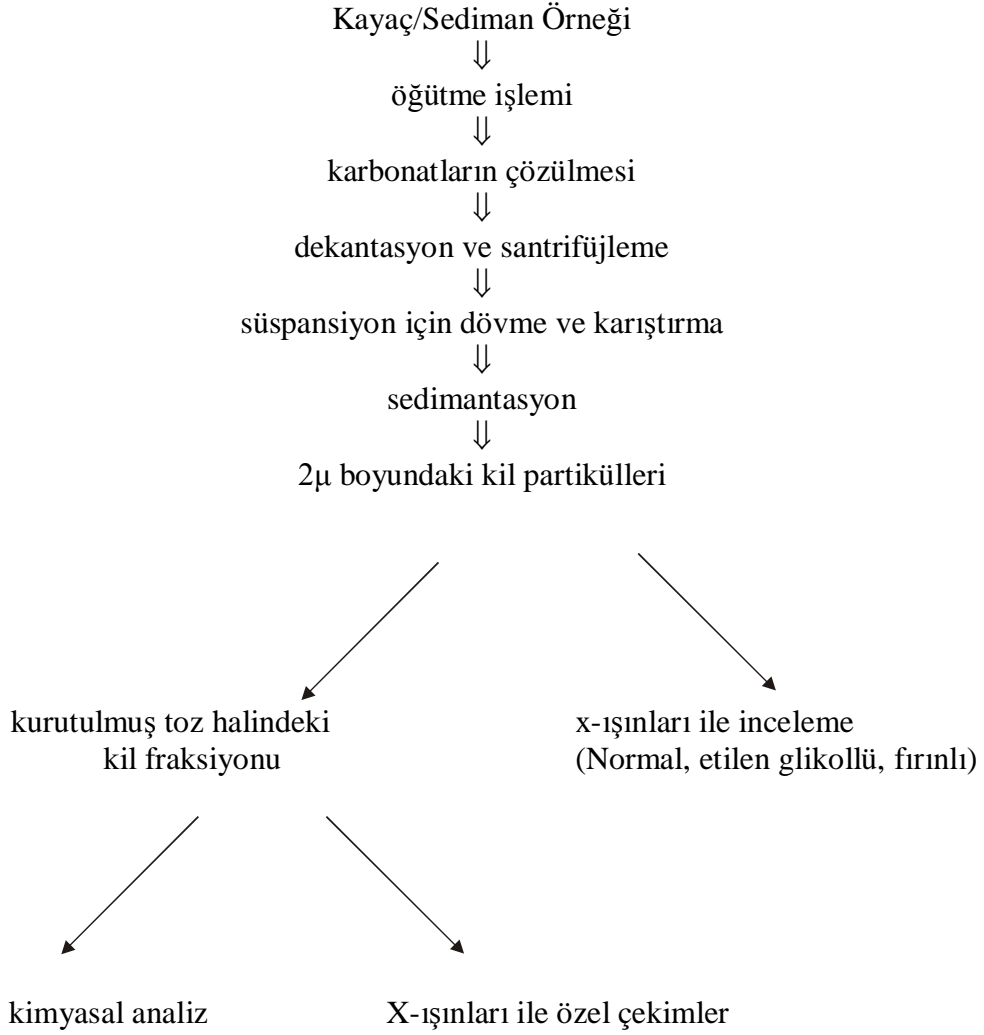 Kayaç/Sediman Örneği
⇓
öğütme işlemi
⇓
karbonatların çözülmesi
⇓
dekantasyon ve santrifüjleme
⇓
süspansiyon için dövme ve karıştırma
⇓
sedimantasyon
⇓
2μ boyundaki kil partikülleri
kurutulmuş toz halindeki
kil fraksiyonu
x-ışınları ile inceleme
(Normal, etilen glikollü, fırınlı)
kimyasal analiz
X-ışınları ile özel çekimler